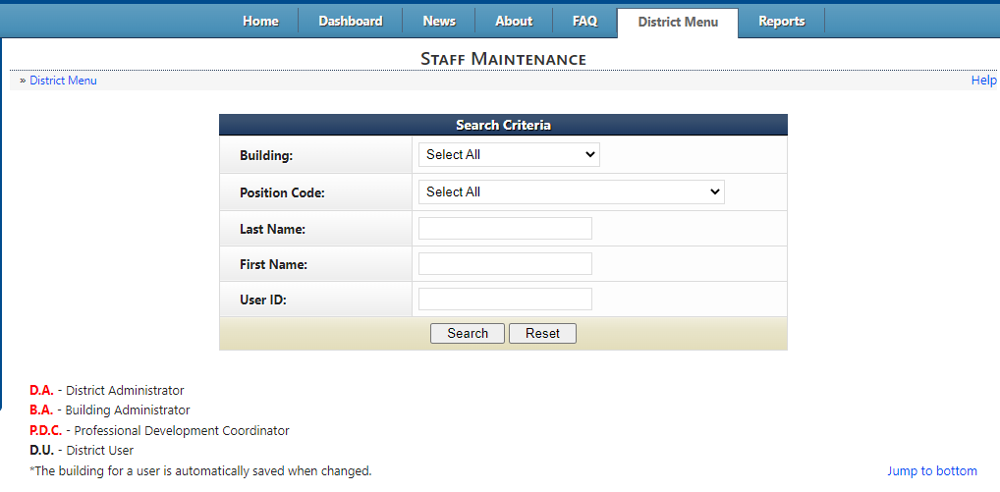 Home Dashboard News About FAQ District Menu Reports
Staff Maintenance
» District Menu Help
Search Criteria
Building: Select All
Position Code: Select All
Last Name:
First Name:
User ID:
Search Reset
D.A. - District Administrator
B.A. - Building Administrator
P.D.C. - Professional Development Coordinator
D.U. - District User
*The building for a user is automatically saved when changed. Jump to bottom